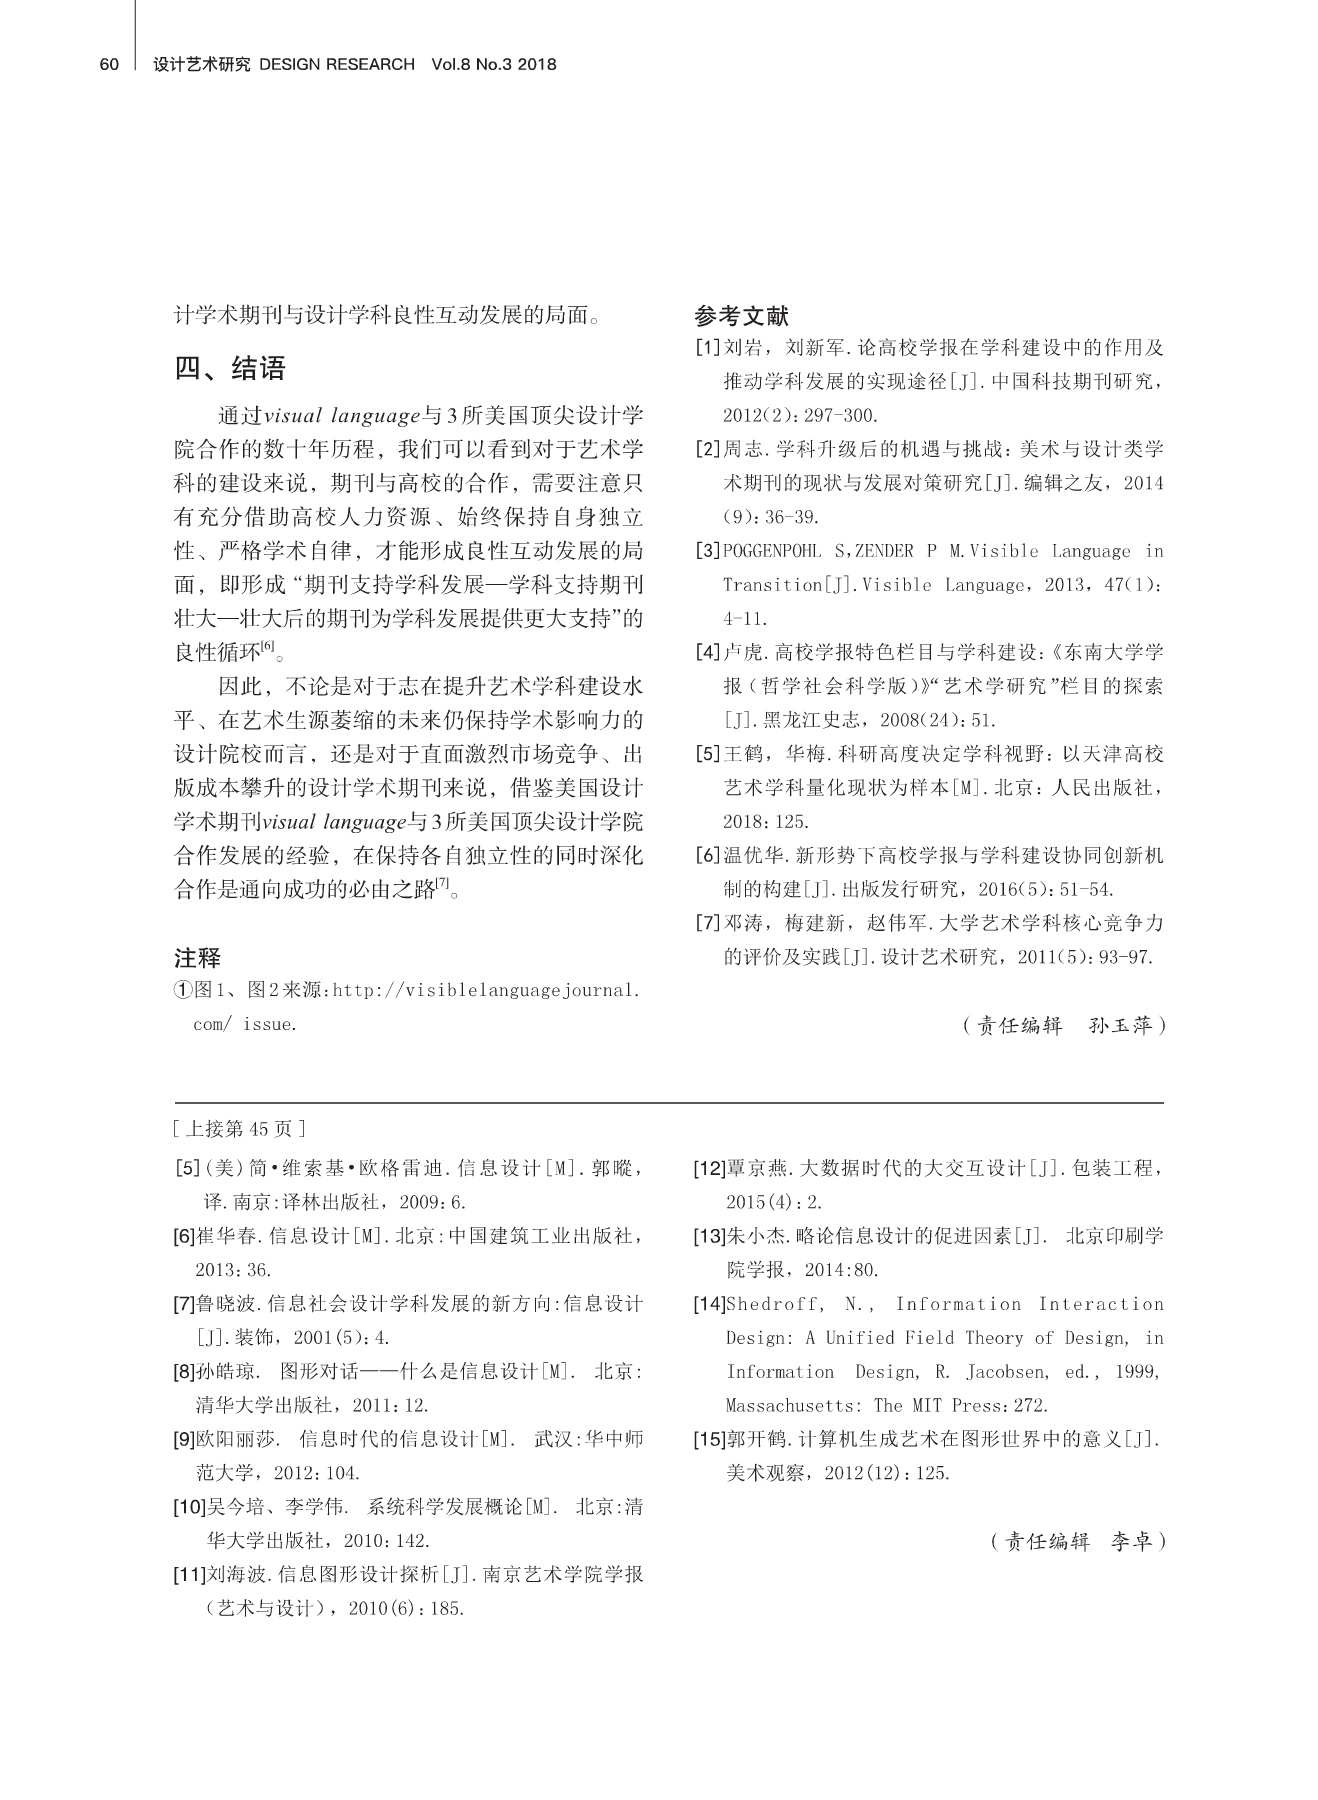 60 设计艺术研究 DESIGN RESEARCH Vol.8 No.3 2018
计学术期刊与设计学科良性互动发展的局面。
四、结语
通过visual language与3所美国顶尖设计学
院合作的数十年历程，我们可以看到对于艺术学
科的建设来说，期刊与高校的合作，需要注意只
有充分借助高校人力资源、始终保持自身独立
性、严格学术自律，才能形成良性互动发展的局
面，即形成“期刊支持学科发展—学科支持期刊
壮大—壮大后的期刊为学科发展提供更大支持”的
良性循环[6]。
因此，不论是对于志在提升艺术学科建设水
平、在艺术生源萎缩的未来仍保持学术影响力的
设计院校而言，还是对于直面激烈市场竞争、出
版成本攀升的设计学术期刊来说，借鉴美国设计
学术期刊visual language与3所美国顶尖设计学院
合作发展的经验，在保持各自独立性的同时深化
合作是通向成功的必由之路[7]。
注释
①图1、图2来源:http://visiblelanguagejournal.
com/ issue.
参考文献
[1]刘岩，刘新军.论高校学报在学科建设中的作用及
推动学科发展的实现途径[J].中国科技期刊研究，
2012(2):297-300.
[2]周志.学科升级后的机遇与挑战：美术与设计类学
术期刊的现状与发展对策研究[J].编辑之友，2014
(9):36-39.
[3]POGGENPOHL S,ZENDER P M.Visible Language in
Transition[J].Visible Language，2013，47(1):
4-11.
[4]卢虎.高校学报特色栏目与学科建设:《东南大学学
报（哲学社会科学版）》“艺术学研究”栏目的探索
[J].黑龙江史志，2008(24):51.
[5]王鹤，华梅.科研高度决定学科视野：以天津高校
艺术学科量化现状为样本[M].北京：人民出版社，
2018:125.
[6]温优华.新形势下高校学报与学科建设协同创新机
制的构建[J].出版发行研究，2016(5):51-54.
[7]邓涛，梅建新，赵伟军.大学艺术学科核心竞争力
的评价及实践[J].设计艺术研究，2011(5):93-97.
（责任编辑 孙玉萍）
[上接第 45 页]
[5](美)简•维索基•欧格雷迪.信息设计[M].郭㙡，
译.南京:译林出版社，2009:6.
[6]崔华春.信息设计[M].北京:中国建筑工业出版社，
2013:36.
[7]鲁晓波.信息社会设计学科发展的新方向:信息设计
[J].装饰，2001(5):4.
[8]孙皓琼. 图形对话——什么是信息设计[M]. 北京:
清华大学出版社，2011:12.
[9]欧阳丽莎. 信息时代的信息设计[M]. 武汉:华中师
范大学，2012:104.
[10]吴今培、李学伟. 系统科学发展概论[M]. 北京:清
华大学出版社，2010:142.
[11]刘海波.信息图形设计探析[J].南京艺术学院学报
（艺术与设计），2010(6):185.
[12]覃京燕.大数据时代的大交互设计[J].包装工程，
2015(4):2.
[13]朱小杰.略论信息设计的促进因素[J]. 北京印刷学
院学报，2014:80.
[14]Shedroff, N., Information Interaction
Design: A Unified Field Theory of Design, in
Information Design, R. Jacobsen, ed., 1999,
Massachusetts: The MIT Press:272.
[15]郭开鹤.计算机生成艺术在图形世界中的意义[J].
美术观察，2012(12):125.
（责任编辑 李卓）